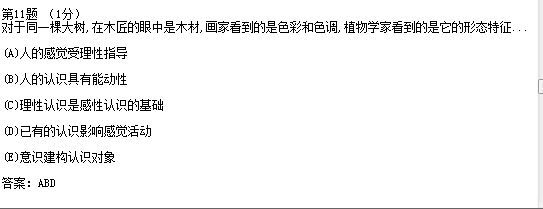 第11题 （1分）
对于同一棵大树,在木匠的眼中是木材,画家看到的是色彩和色调,植物学家看到的是它的形态特征...
(A)人的感觉受理性指导
(B)人的认识具有能动性
(C)理性认识是感性认识的基础
(D)已有的认识影响感觉活动
(E)意识建构认识对象
答案: ABD